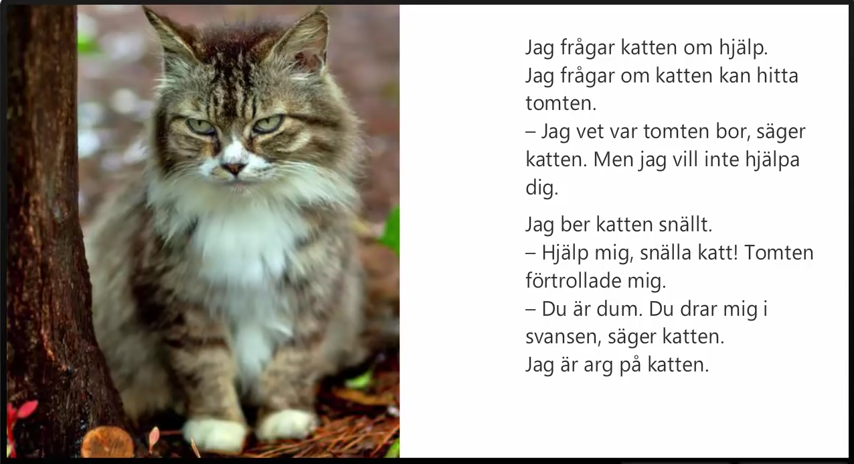 Jag frågar katten om hjälp.
Jag frågar om katten kan hitta
tomten.
– Jag vet var tomten bor, säger
katten. Men jag vill inte hjälpa
dig.
Jag ber katten snällt.
– Hjälp mig, snälla katt! Tomten
förtrollade mig.
– Du är dum. Du drar mig i
svansen, säger katten.
Jag är arg på katten.